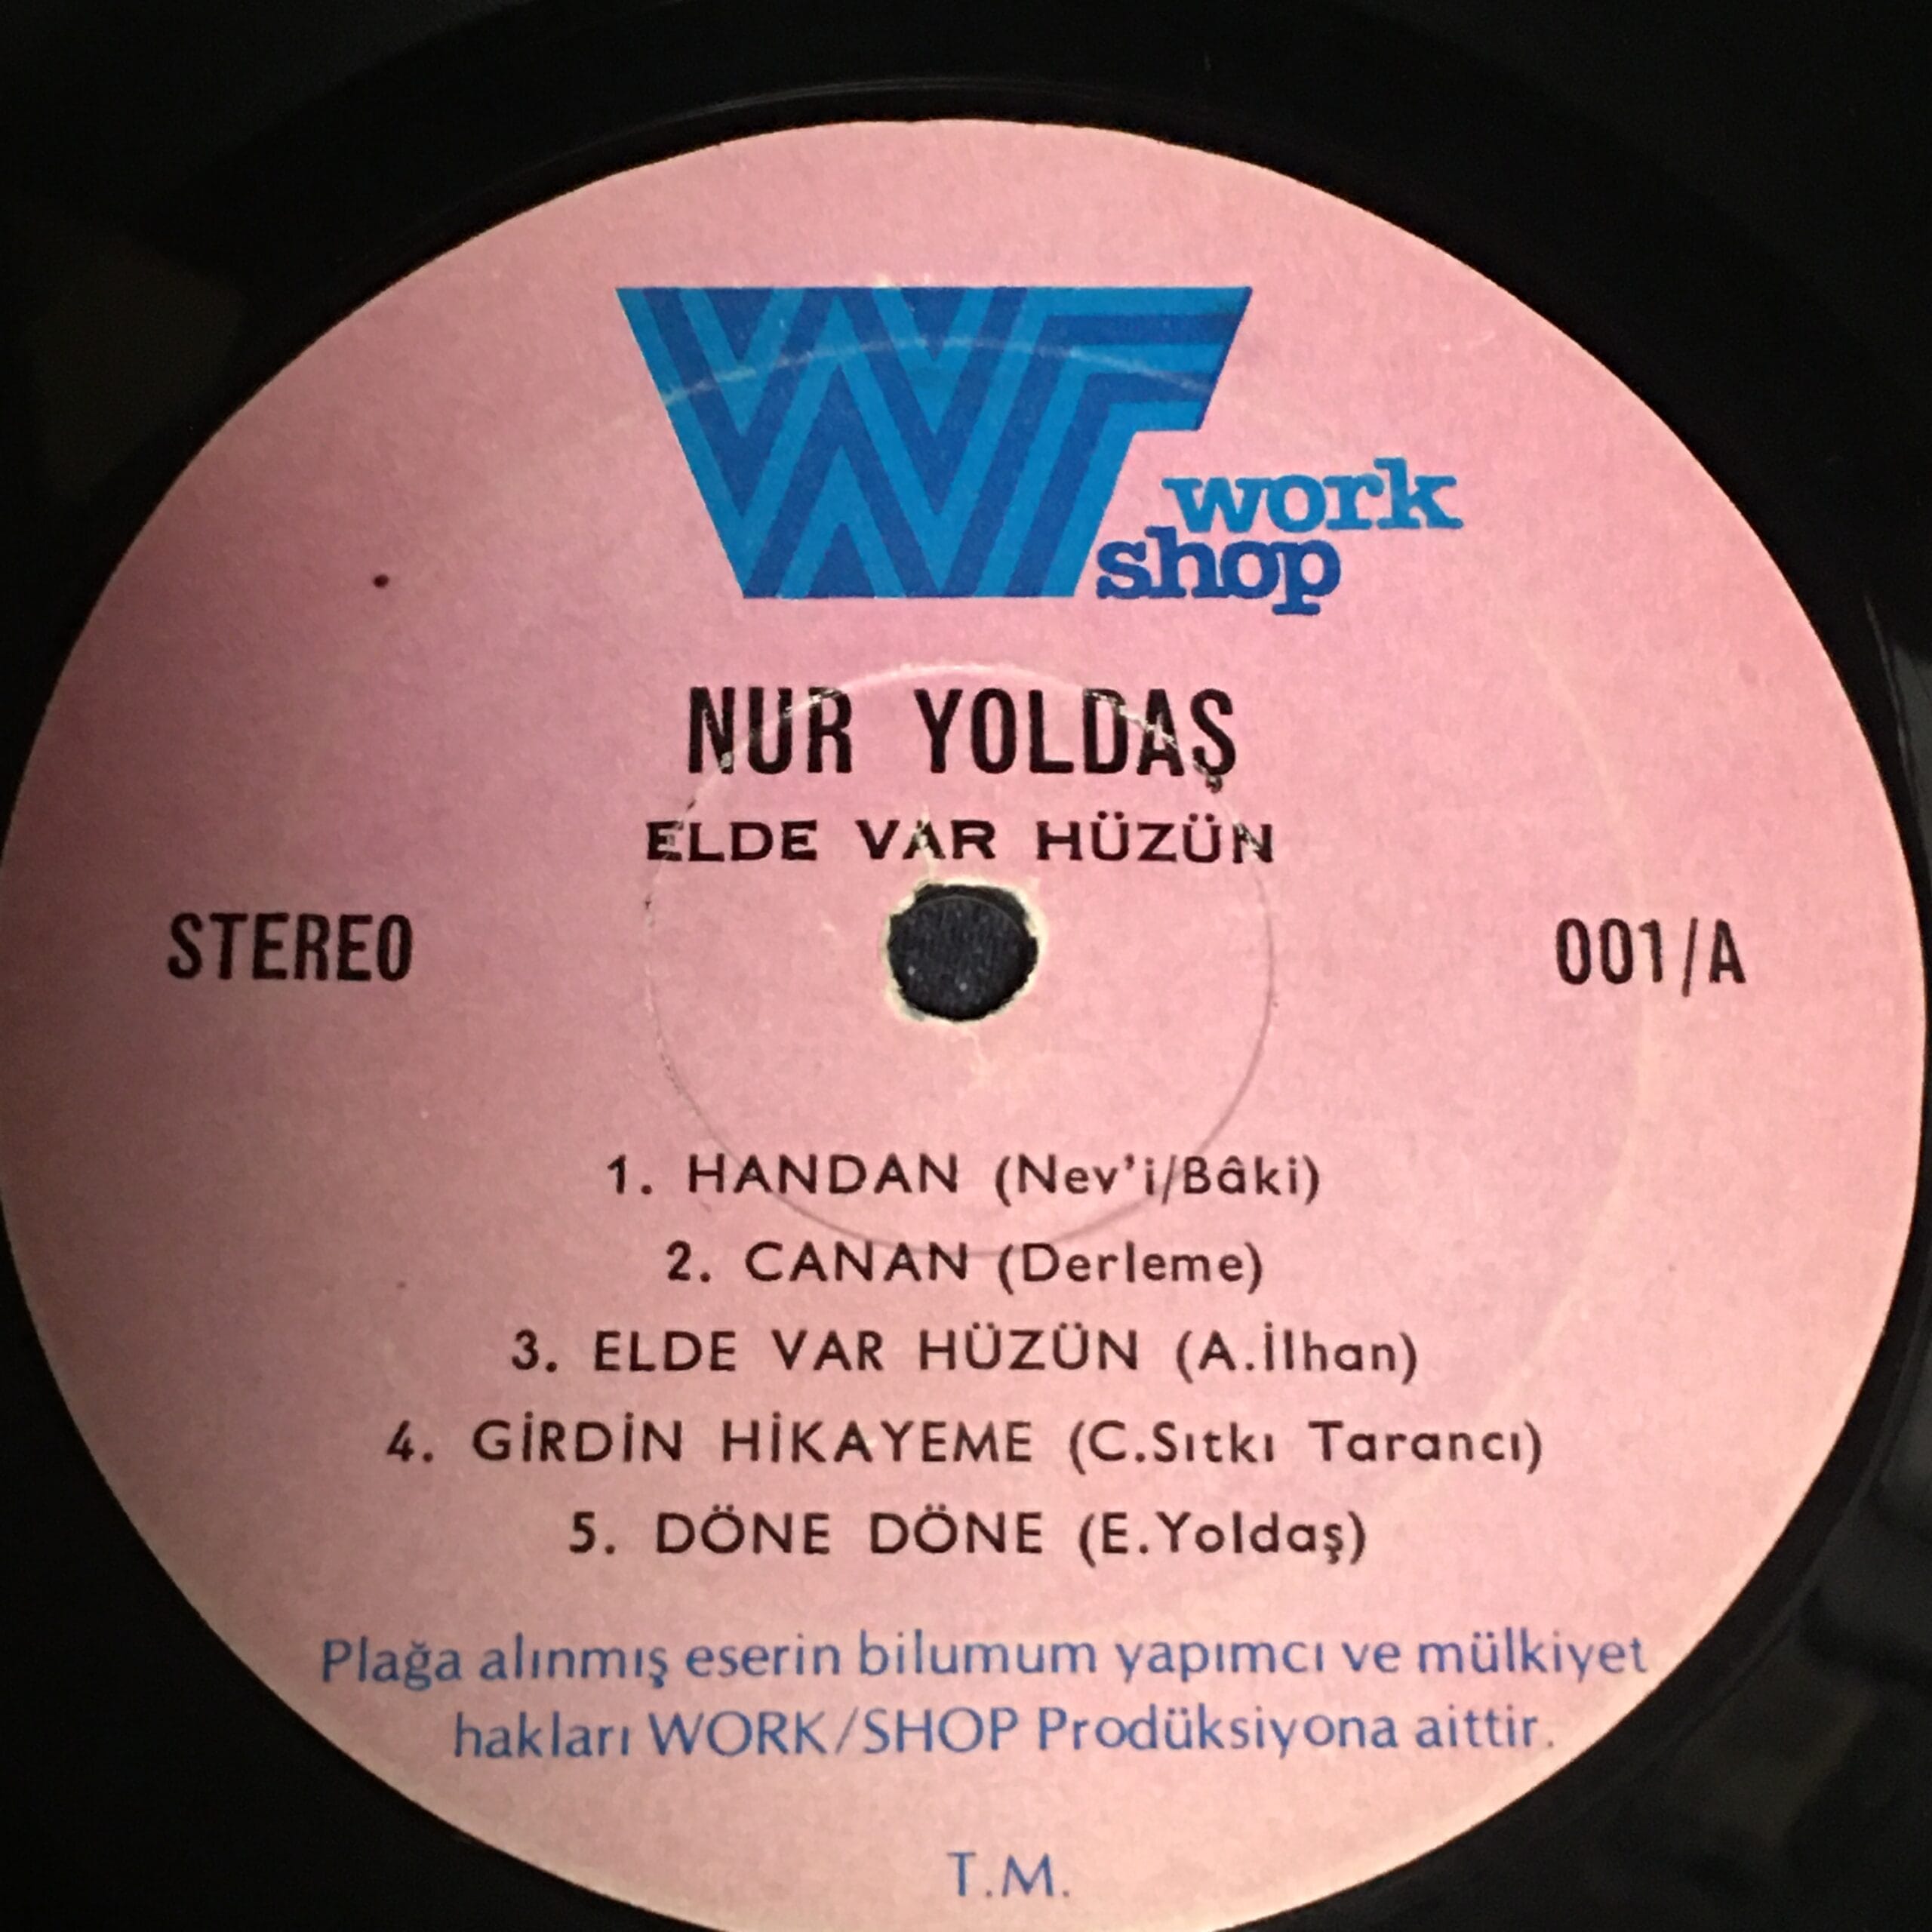 work
shop
NUR YOLDAŞ
ELDE VAR HÜZÜN
STEREO
001/A
1. HANDAN (Nev'i/Bâki)
2. CANAN (Derleme)
3. ELDE VAR HÜZÜN (A.İlhan)
4. GİRDİN HİKAYEME (C.Sıtkı Tarancı)
5. DÖNE DÖNE (E.Yoldaş)
Plağa alınmış eserin bilumum yapımcı ve mülkiyet
hakları WORK/SHOP Prodüksiyona aittir.
T.M.